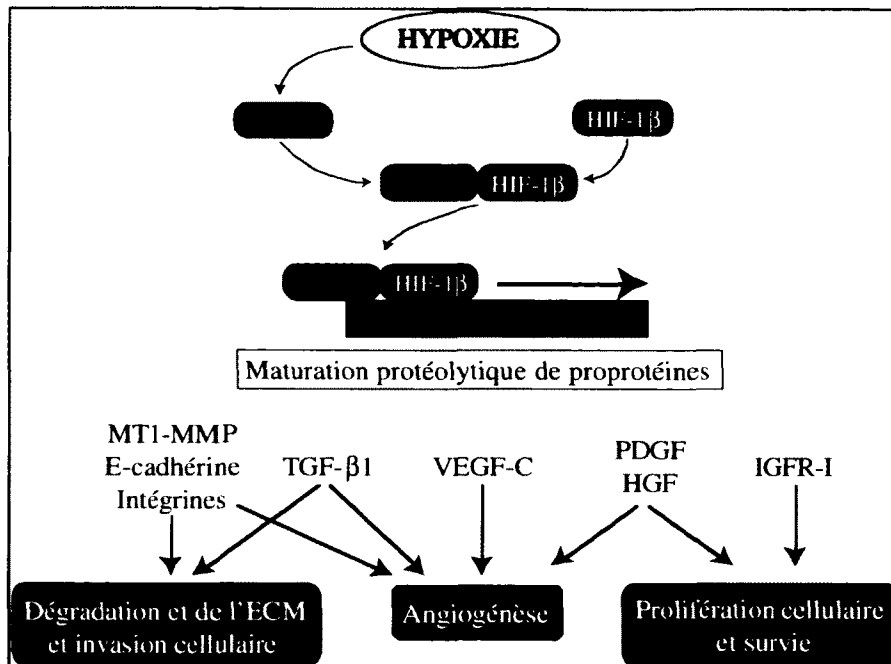 HYPOXIE
HIF-1β
HIF-1β
HIF-1β
Maturation protéolytique de proprotéines
MT1-MMP
E-cadhérine
Intégrines
TGF-β1
VEGF-C
PDGF
HGF
IGFR-I
Dégradation et de l'ECM
et invasion cellulaire
Angiogénèse
Prolifération cellulaire
et survie